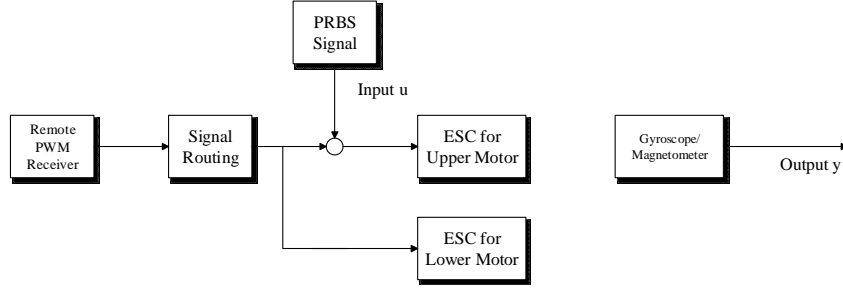 PRBS
Signal
Input u
Remote
PWM
Receiver
Signal
Routing
ESC for
Upper Motor
Gyroscope/
Magnetometer
Output y
ESC for
Lower Motor